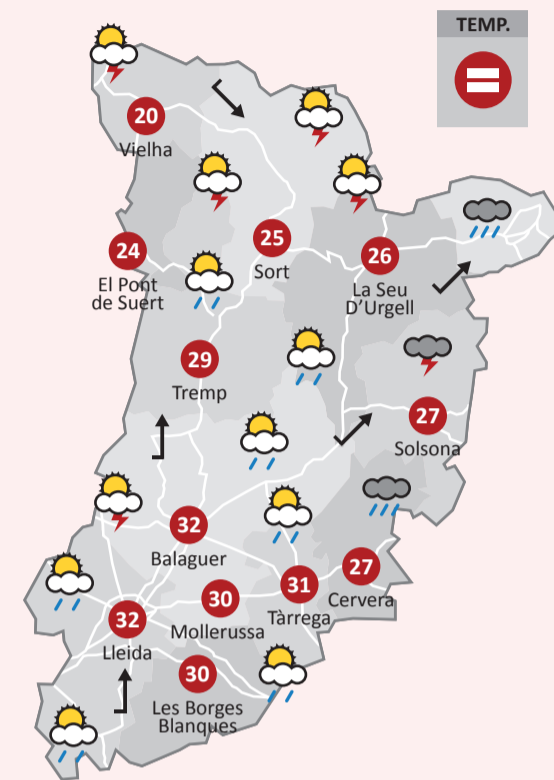 TEMP.
=
20
Vielha
24
El Pont
de Suert
25
Sort
26
La Seu
D'Urgell
29
Tremp
27
Solsona
32
Balaguer
27
Cervera
31
Tàrrega
30
Mollerussa
32
Lleida
30
Les Borges
Blanques